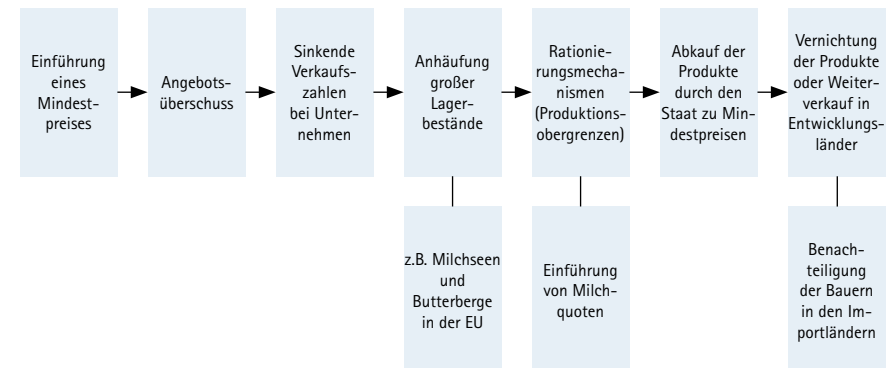 Einführung
eines
Mindest-
preises
Angebots-
überschuss
Sinkende
Verkaufs-
zahlen
bei Unter-
nehmen
Anhäufung
großer
Lager-
bestände
Rationie-
rungsmecha-
nismen
(Produktions-
obergrenzen)
Abkauf der
Produkte
durch den
Staat zu Min-
destpreisen
Vernichtung
der Produkte
oder Weiter-
verkauf in
Entwicklungs-
länder
z.B. Milchseen
und
Butterberge
in der EU
Einführung
von Milch-
quoten
Benach-
teiligung
der Bauern
in den Im-
portländern